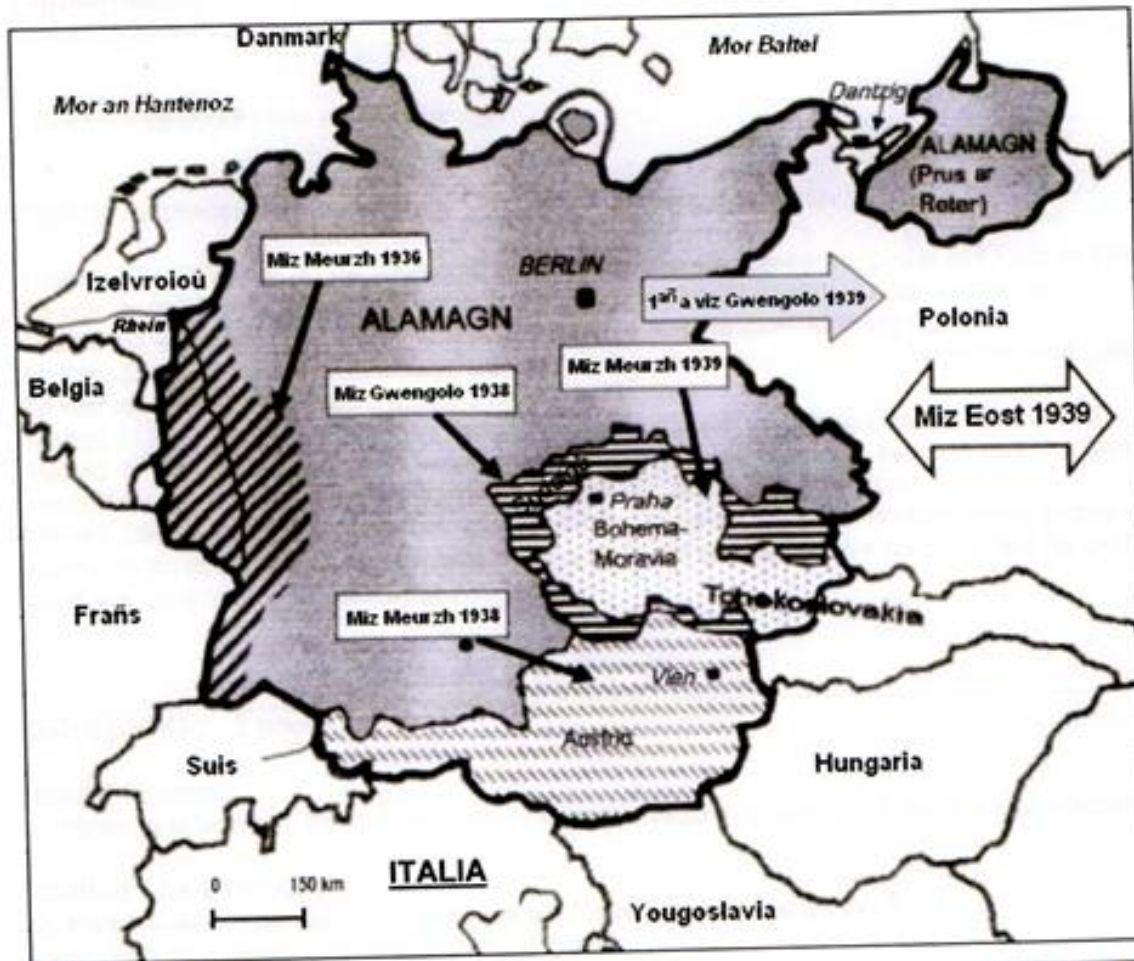 Danmark
Mor Baltel
Mor an Hantenoz
Dantzig
ALAMAGN
(Prus ar
Reter)
Miz Meurzh 1936
BERLIN
Izelvroioù
1añ a viz Gwengolo 1939
ALAMAGN
Polonia
Rhein
Miz Meurzh 1939
Belgia
Miz Gwengolo 1938
Miz Eost 1939
Praha
Bohema-
Moravia
Tchekoslovakia
Frañs
Miz Meurzh 1938
Vien
Austria
Suis
Hungaria
ITALIA
0 150 km
Yougoslavia